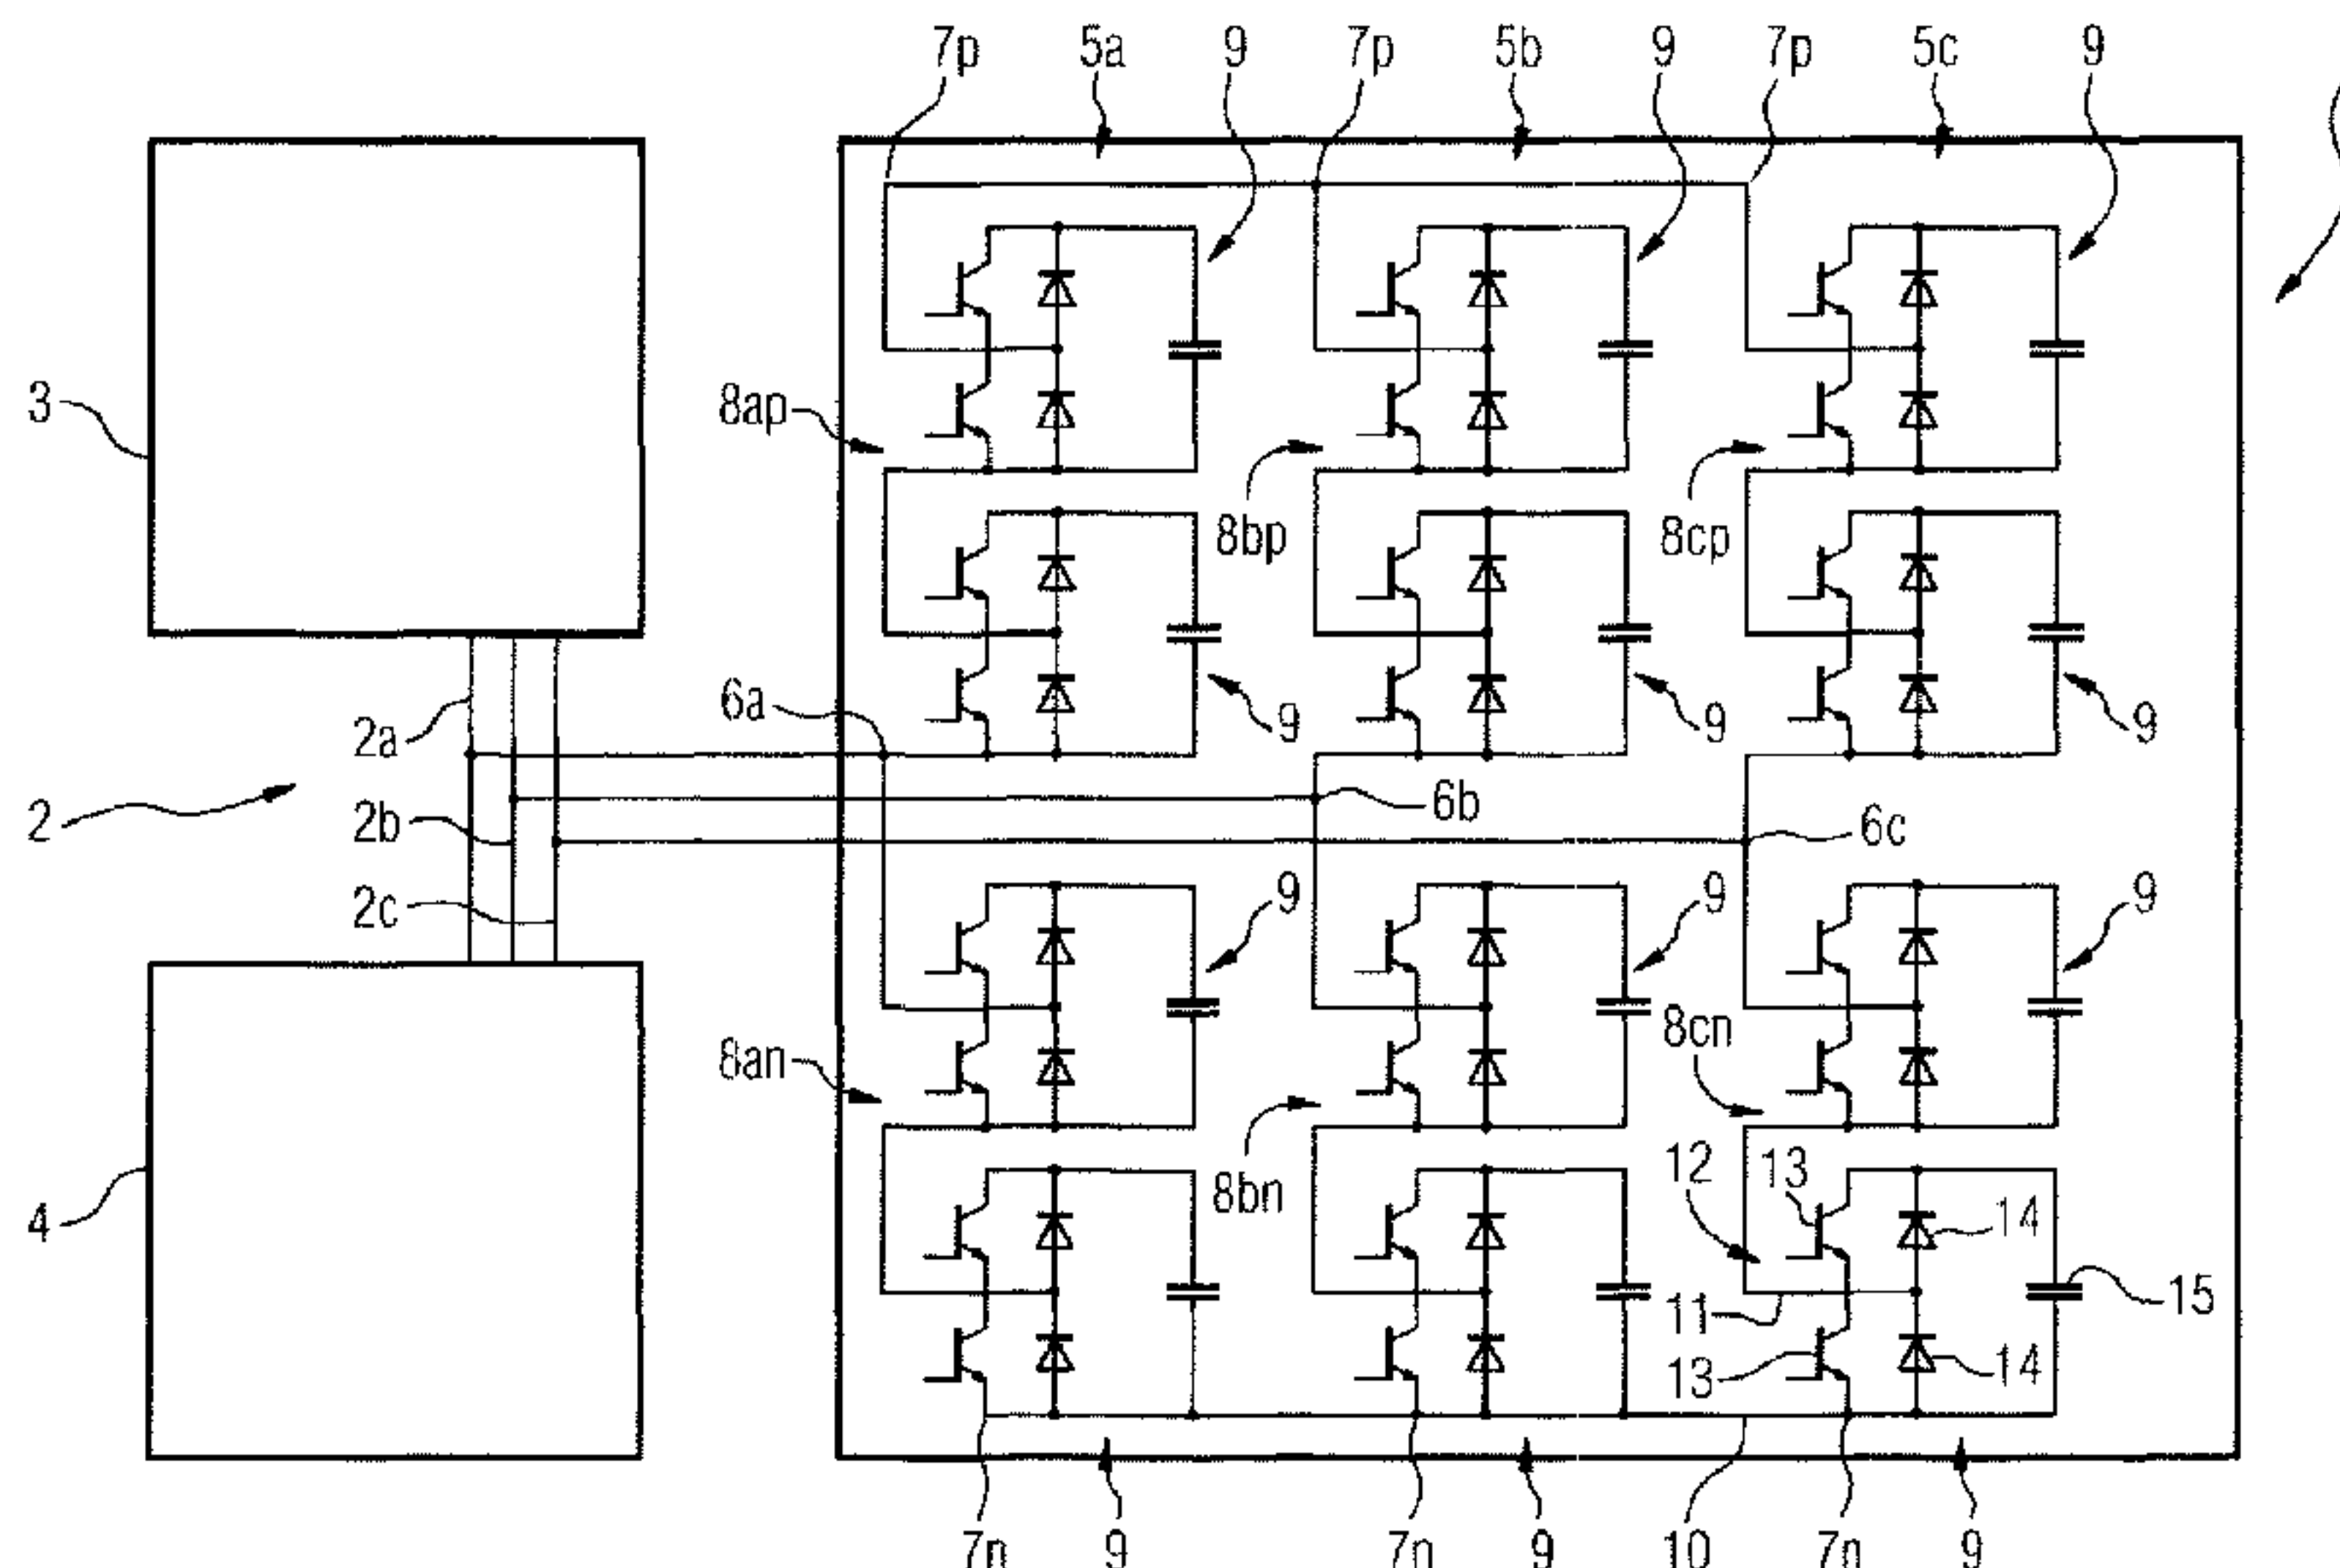 7p 5a 9 7p 5b 9 7p 5c 9
3 8ap 8bp 8cp
2a 6a 9 9 9
2 2b 6b 6c
2c 9 9 9
8an 8cn
4 8bn 12 13 14
11 15
13 14
7n 9 7n 9 10 7n 9